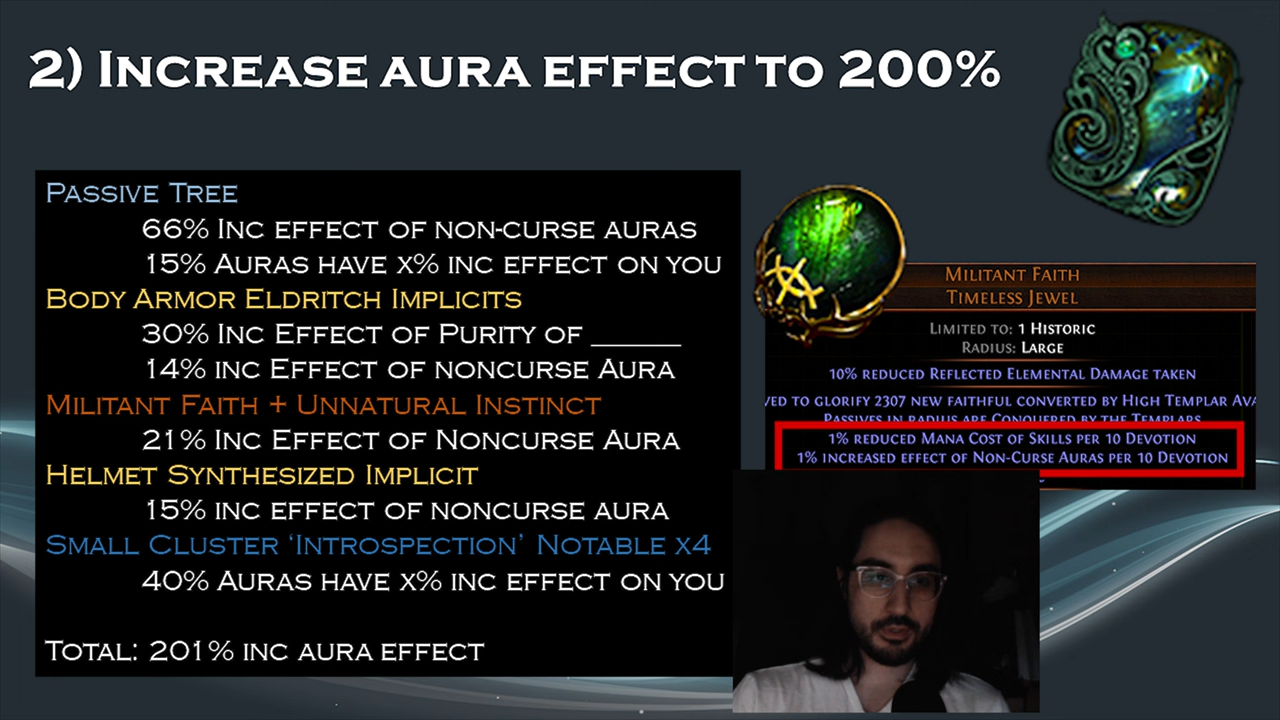 2) Increase aura effect to 200%
Passive Tree
66% Inc effect of non-curse auras
15% Auras have x% inc effect on you
Body Armor Eldritch Implicits
30% Inc Effect of Purity of ______
14% inc Effect of noncurse Aura
Militant Faith + Unnatural Instinct
21% Inc Effect of Noncurse Aura
Helmet Synthesized Implicit
15% inc effect of noncurse aura
Small Cluster 'Introspection' Notable x4
40% Auras have x% inc effect on you
Total: 201% inc aura effect
Militant Faith
Timeless Jewel
Limited to: 1 Historic
Radius: Large
10% reduced Reflected Elemental Damage taken
ved to glorify 2307 new faithful converted by High Templar Ava
Passives in radius are Conquered by the Templars
1% reduced Mana Cost of Skills per 10 Devotion
1% increased effect of Non-Curse Auras per 10 Devotion